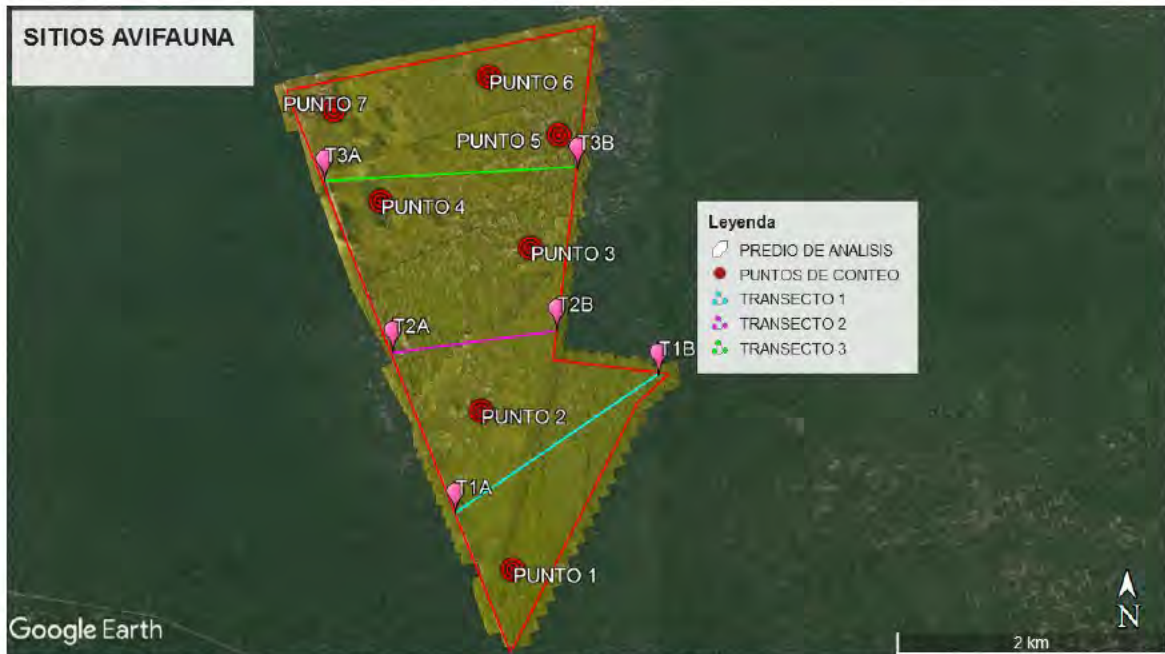 SITIOS AVIFAUNA
PUNTO 6
PUNTO 7
PUNTO 5
T3B
T3A
PUNTO 4
PUNTO 3
Leyenda
PREDIO DE ANALISIS
PUNTOS DE CONTEO
TRANSECTO 1
TRANSECTO 2
TRANSECTO 3
T2B
T2A
T1B
PUNTO 2
T1A
PUNTO 1
Google Earth
N
2 km